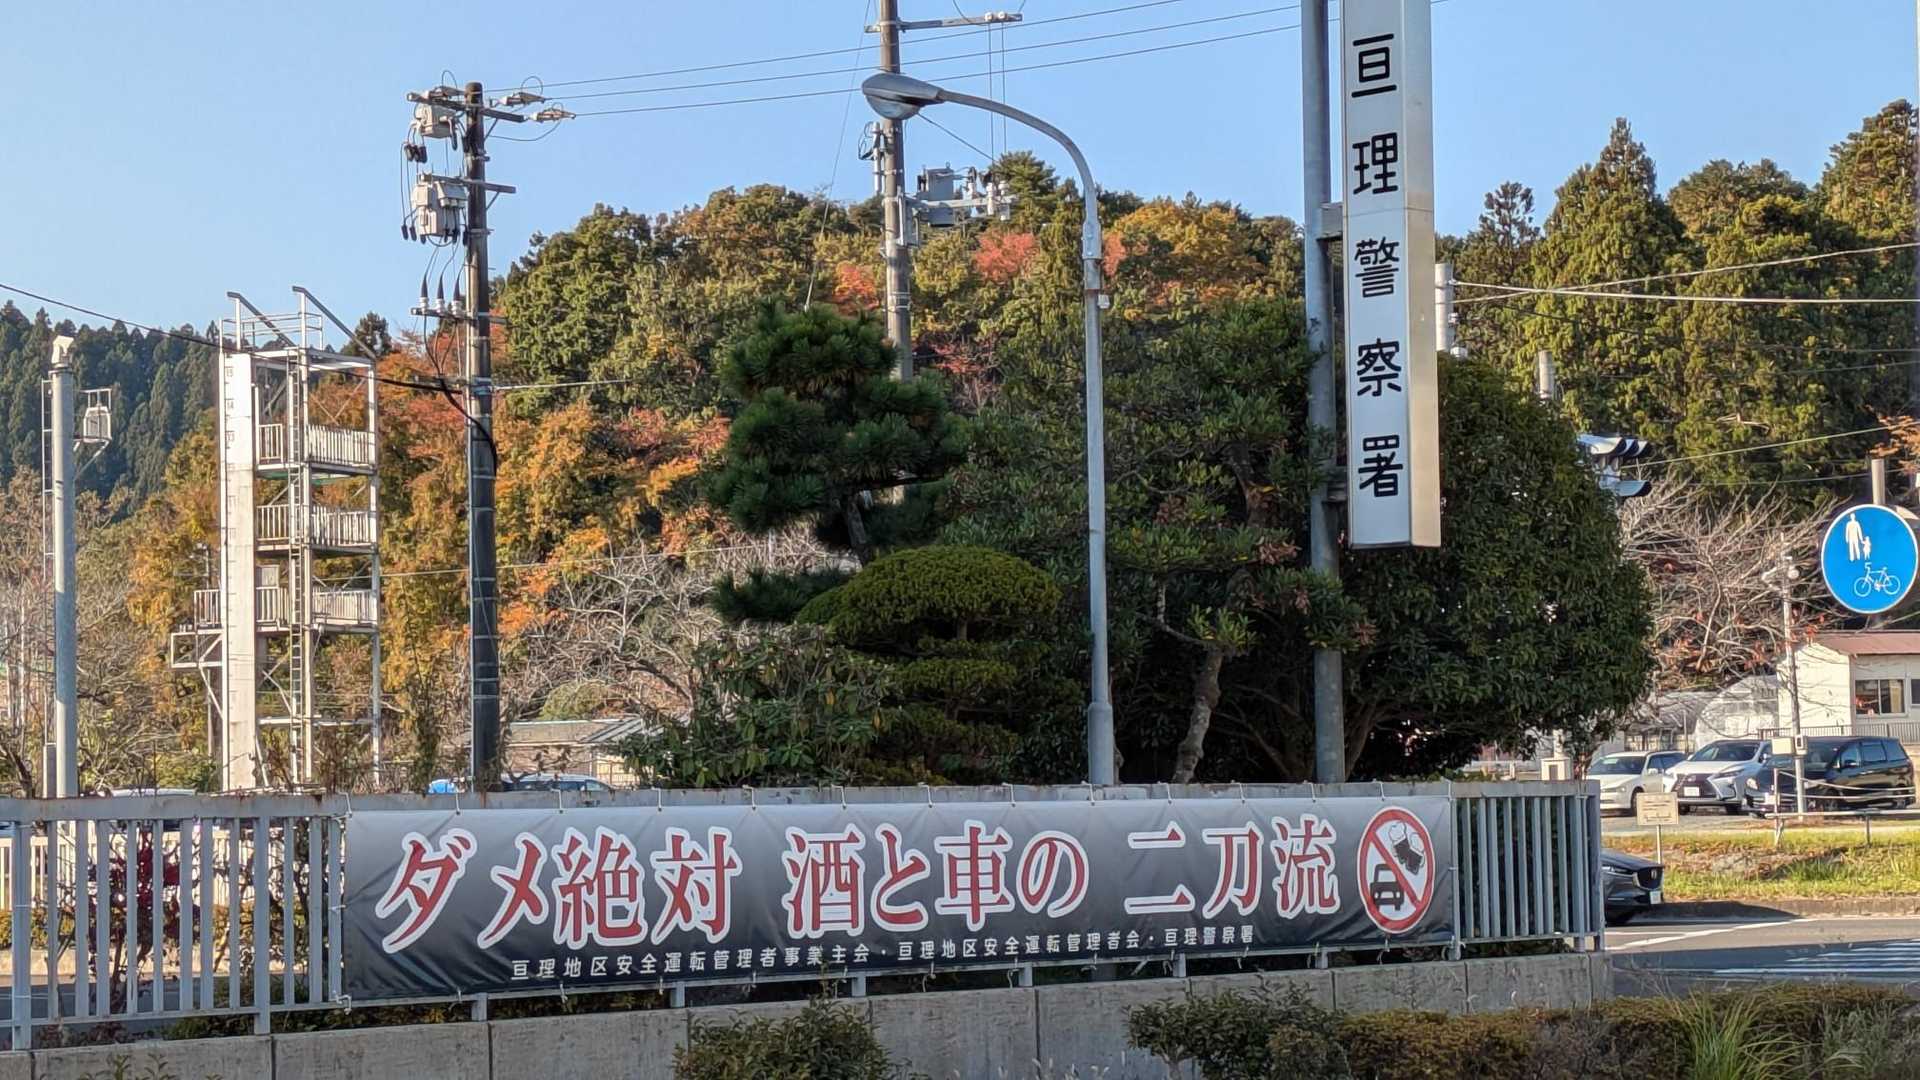 亘理警察署
ダメ絶対 酒と車の 二刀流
亘理地区安全運転管理者事業主会・亘理地区安全運転管理者会・亘理警察署